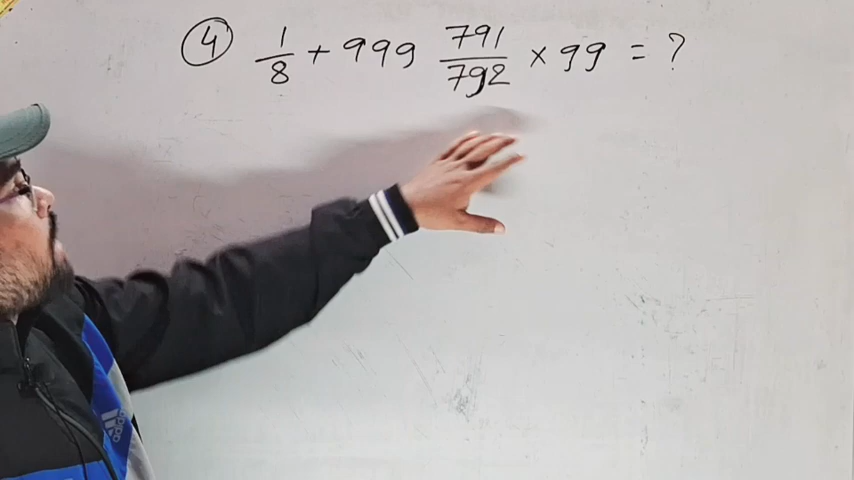 ④ 1/8 + 999 791/792 × 99 = ?
adidas